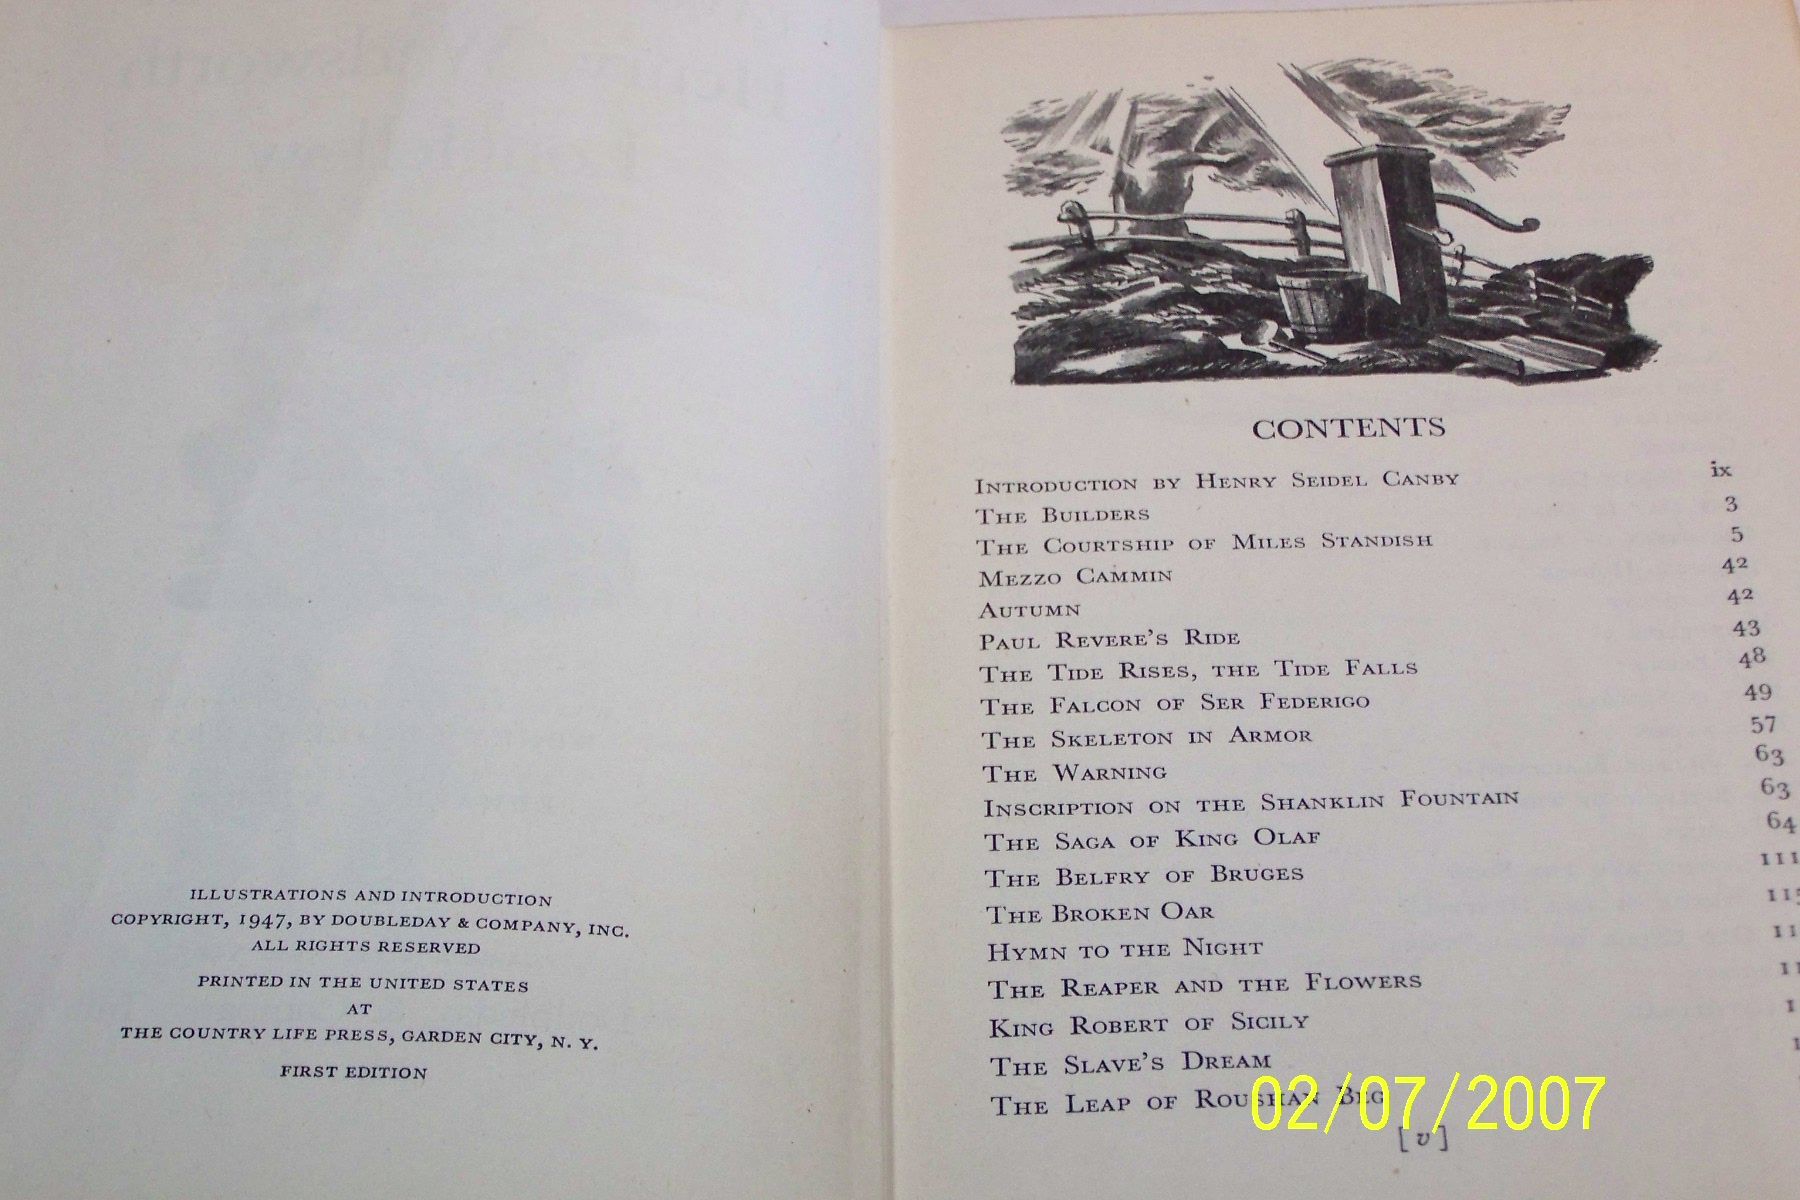 ILLUSTRATIONS AND INTRODUCTION
COPYRIGHT, 1947, BY DOUBLEDAY & COMPANY, INC.
ALL RIGHTS RESERVED
PRINTED IN THE UNITED STATES
AT
THE COUNTRY LIFE PRESS, GARDEN CITY, N. Y.
FIRST EDITION
CONTENTS
INTRODUCTION BY HENRY SEIDEL CANBY ix
THE BUILDERS 3
THE COURTSHIP OF MILES STANDISH 5
MEZZO CAMMIN 42
AUTUMN 42
PAUL REVERE'S RIDE 43
THE TIDE RISES, THE TIDE FALLS 48
THE FALCON OF SER FEDERIGO 49
THE SKELETON IN ARMOR 57
THE WARNING 63
INSCRIPTION ON THE SHANKLIN FOUNTAIN 63
THE SAGA OF KING OLAF 64
THE BELFRY OF BRUGES 111
THE BROKEN OAR 115
HYMN TO THE NIGHT
THE REAPER AND THE FLOWERS
KING ROBERT OF SICILY
THE SLAVE'S DREAM
THE LEAP OF ROUSHAN BEG
[v]
02/07/2007